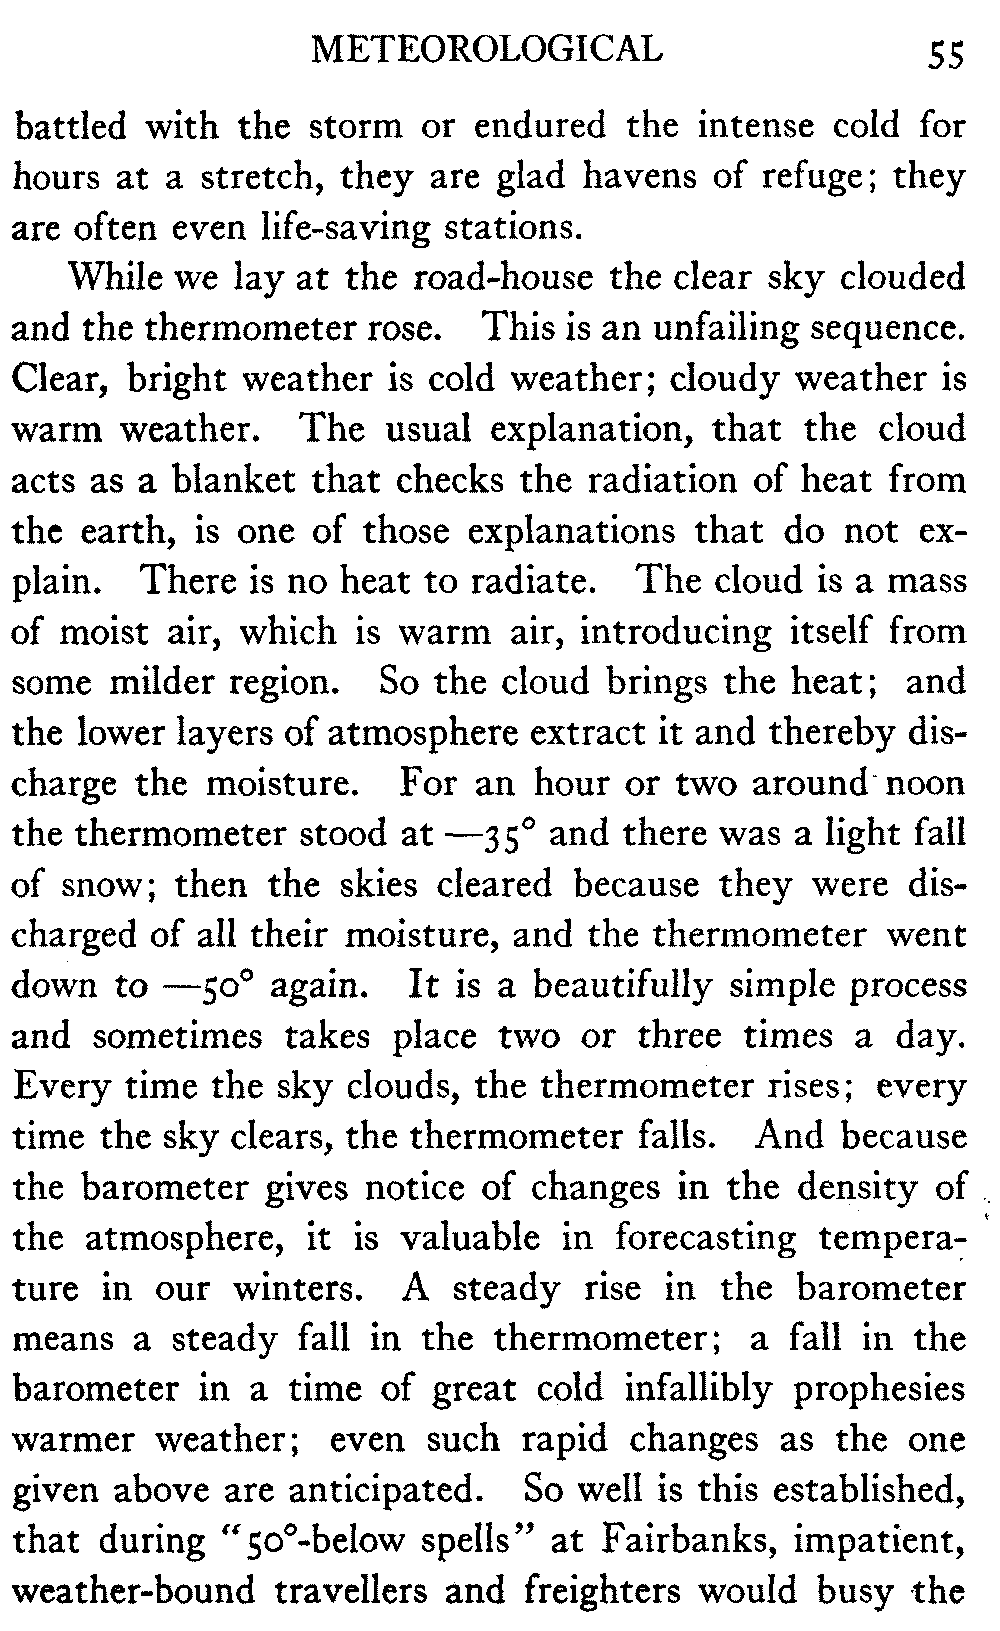 METEOROLOGICAL 55
battled with the storm or endured the intense cold for
hours at a stretch, they are glad havens of refuge; they
are often even life-saving stations.
While we lay at the road-house the clear sky clouded
and the thermometer rose. This is an unfailing sequence.
Clear, bright weather is cold weather; cloudy weather is
warm weather. The usual explanation, that the cloud
acts as a blanket that checks the radiation of heat from
the earth, is one of those explanations that do not ex-
plain. There is no heat to radiate. The cloud is a mass
of moist air, which is warm air, introducing itself from
some milder region. So the cloud brings the heat; and
the lower layers of atmosphere extract it and thereby dis-
charge the moisture. For an hour or two around noon
the thermometer stood at —35° and there was a light fall
of snow; then the skies cleared because they were dis-
charged of all their moisture, and the thermometer went
down to —50° again. It is a beautifully simple process
and sometimes takes place two or three times a day.
Every time the sky clouds, the thermometer rises; every
time the sky clears, the thermometer falls. And because
the barometer gives notice of changes in the density of
the atmosphere, it is valuable in forecasting tempera-
ture in our winters. A steady rise in the barometer
means a steady fall in the thermometer; a fall in the
barometer in a time of great cold infallibly prophesies
warmer weather; even such rapid changes as the one
given above are anticipated. So well is this established,
that during “50°-below spells” at Fairbanks, impatient,
weather-bound travellers and freighters would busy the